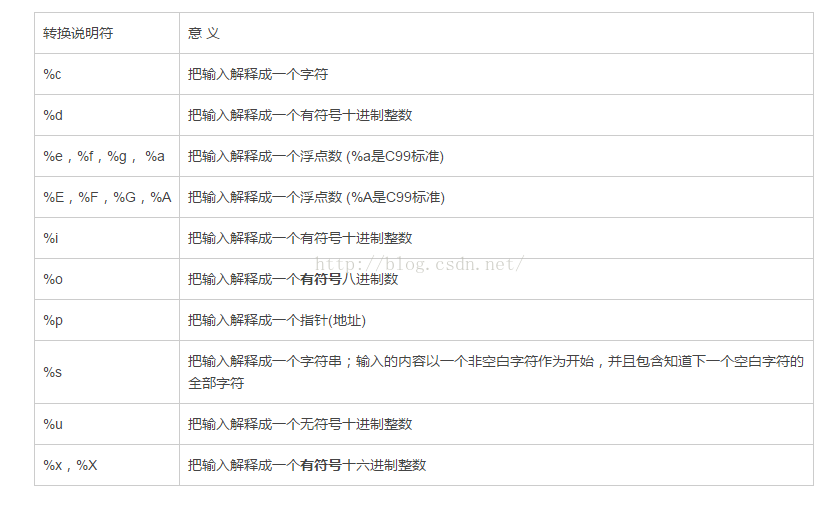 转换说明符 意 义
%c 把输入解释成一个字符
%d 把输入解释成一个有符号十进制整数
%e，%f，%g， %a 把输入解释成一个浮点数 (%a是C99标准)
%E，%F，%G，%A 把输入解释成一个浮点数 (%A是C99标准)
%i 把输入解释成一个有符号十进制整数
http://blog.csdn.net/
%o 把输入解释成一个有符号八进制数
%p 把输入解释成一个指针(地址)
%s 把输入解释成一个字符串；输入的内容以一个非空白字符作为开始，并且包含知道下一个空白字符的
全部字符
%u 把输入解释成一个无符号十进制整数
%x，%X 把输入解释成一个有符号十六进制整数